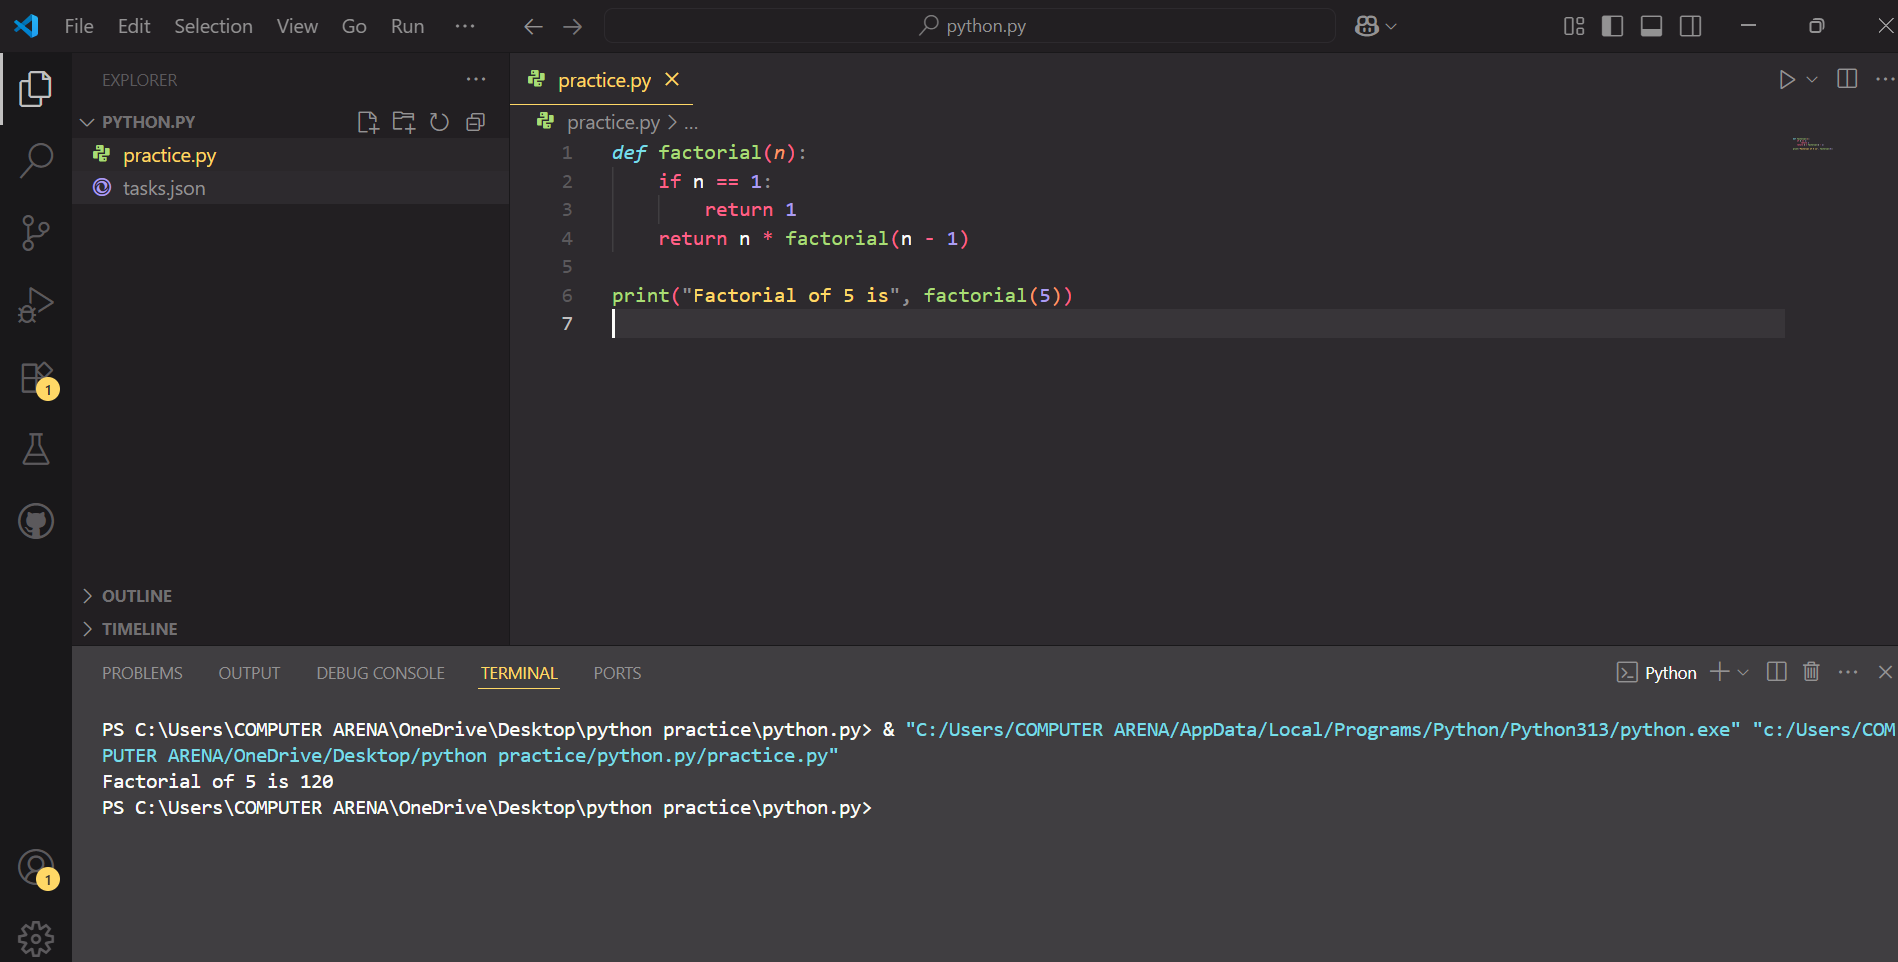 File Edit Selection View Go Run ··· python.py
EXPLORER ···
PYTHON.PY
practice.py
tasks.json
OUTLINE
TIMELINE
1
1
practice.py
practice.py > ...
1 def factorial(n):
2     if n == 1:
3         return 1
4     return n * factorial(n - 1)
5
6 print("Factorial of 5 is", factorial(5))
7
PROBLEMS OUTPUT DEBUG CONSOLE TERMINAL PORTS Python
PS C:\Users\COMPUTER ARENA\OneDrive\Desktop\python practice\python.py> & "C:/Users/COMPUTER ARENA/AppData/Local/Programs/Python/Python313/python.exe" "c:/Users/COM
PUTER ARENA/OneDrive/Desktop/python practice/python.py/practice.py"
Factorial of 5 is 120
PS C:\Users\COMPUTER ARENA\OneDrive\Desktop\python practice\python.py>